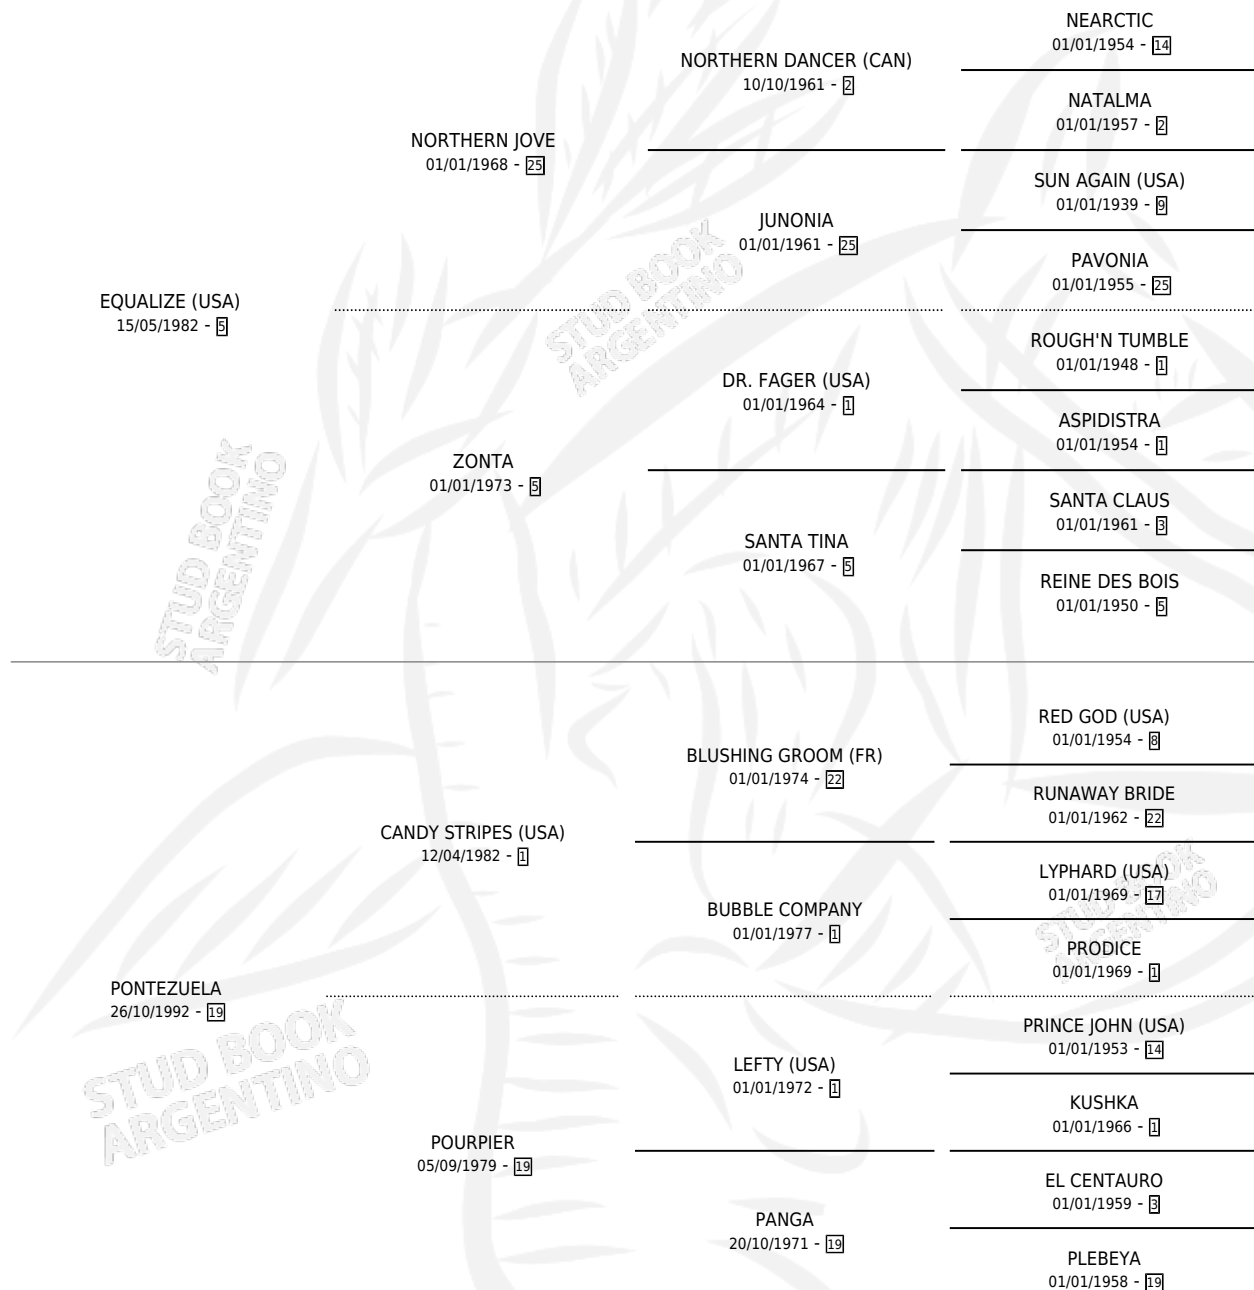 NEARCTIC
01/01/1954 - 14
NORTHERN DANCER (CAN)
10/10/1961 - 2
NATALMA
01/01/1957 - 2
NORTHERN JOVE
01/01/1968 - 25
SUN AGAIN (USA)
01/01/1939 - 9
JUNONIA
01/01/1961 - 25
PAVONIA
01/01/1955 - 25
EQUALIZE (USA)
15/05/1982 - 5
STUD BOOK
ARGENTINO
ROUGH'N TUMBLE
01/01/1948 - 1
DR. FAGER (USA)
01/01/1964 - 1
ASPIDISTRA
01/01/1954 - 1
ZONTA
01/01/1973 - 5
SANTA CLAUS
01/01/1961 - 3
SANTA TINA
01/01/1967 - 5
REINE DES BOIS
01/01/1950 - 5
STUD BOOK
ARGENTINO
RED GOD (USA)
01/01/1954 - 8
BLUSHING GROOM (FR)
01/01/1974 - 22
RUNAWAY BRIDE
01/01/1962 - 22
CANDY STRIPES (USA)
12/04/1982 - 1
LYPHARD (USA)
01/01/1969 - 17
BUBBLE COMPANY
01/01/1977 - 1
PRODICE
01/01/1969 - 1
STUD BOOK
ARGENTINO
PONTEZUELA
26/10/1992 - 19
PRINCE JOHN (USA)
01/01/1953 - 14
LEFTY (USA)
01/01/1972 - 1
KUSHKA
01/01/1966 - 1
STUD BOOK
ARGENTINO
POURPIER
05/09/1979 - 19
EL CENTAURO
01/01/1959 - 3
PANGA
20/10/1971 - 19
PLEBEYA
01/01/1958 - 19